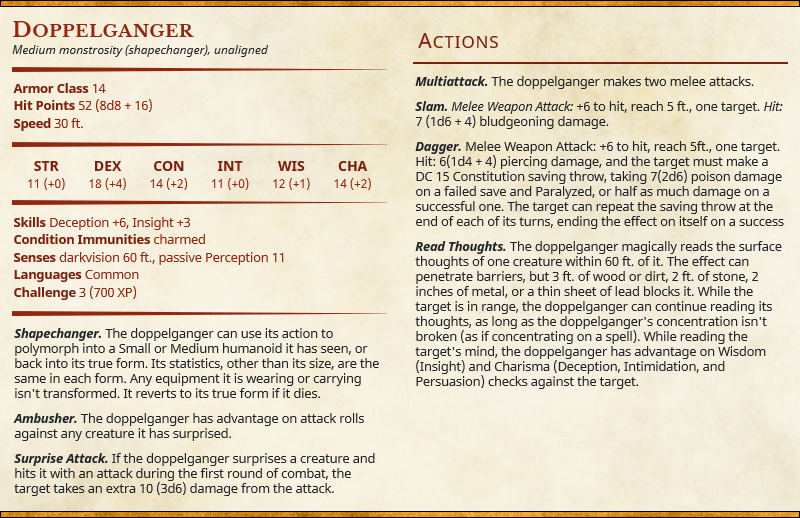 DOPPELGANGER
Medium monstrosity (shapechanger), unaligned
Armor Class 14
Hit Points 52 (8d8 + 16)
Speed 30 ft.
STR DEX CON INT WIS CHA
11 (+0) 18 (+4) 14 (+2) 11 (+0) 12 (+1) 14 (+2)
Skills Deception +6, Insight +3
Condition Immunities charmed
Senses darkvision 60 ft., passive Perception 11
Languages Common
Challenge 3 (700 XP)
Shapechanger. The doppelganger can use its action to
polymorph into a Small or Medium humanoid it has seen, or
back into its true form. Its statistics, other than its size, are the
same in each form. Any equipment it is wearing or carrying
isn't transformed. It reverts to its true form if it dies.
Ambusher. The doppelganger has advantage on attack rolls
against any creature it has surprised.
Surprise Attack. If the doppelganger surprises a creature and
hits it with an attack during the first round of combat, the
target takes an extra 10 (3d6) damage from the attack.
ACTIONS
Multiattack. The doppelganger makes two melee attacks.
Slam. Melee Weapon Attack: +6 to hit, reach 5 ft., one target. Hit:
7 (1d6 + 4) bludgeoning damage.
Dagger. Melee Weapon Attack: +6 to hit, reach 5ft., one target.
Hit: 6(1d4 + 4) piercing damage, and the target must make a
DC 15 Constitution saving throw, taking 7(2d6) poison damage
on a failed save and Paralyzed, or half as much damage on a
successful one. The target can repeat the saving throw at the
end of each of its turns, ending the effect on itself on a success
Read Thoughts. The doppelganger magically reads the surface
thoughts of one creature within 60 ft. of it. The effect can
penetrate barriers, but 3 ft. of wood or dirt, 2 ft. of stone, 2
inches of metal, or a thin sheet of lead blocks it. While the
target is in range, the doppelganger can continue reading its
thoughts, as long as the doppelganger's concentration isn't
broken (as if concentrating on a spell). While reading the
target's mind, the doppelganger has advantage on Wisdom
(Insight) and Charisma (Deception, Intimidation, and
Persuasion) checks against the target.